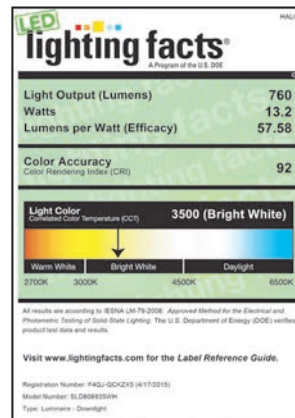 HAL
LED
lighting facts®
A Program of the U.S. DOE
Light Output (Lumens) 760
Watts 13.2
Lumens per Watt (Efficacy) 57.58
Color Accuracy 92
Color Rendering Index (CRI)
Light Color
Correlated Color Temperature (CCT) 3500 (Bright White)
Warm White Bright White Daylight
2700K 3000K 4500K 6500K
All results are according to IESNA LM-79-2008: Approved Method for the Electrical and
Photometric Testing of Solid-State Lighting. The U.S. Department of Energy (DOE) verifies
product test data and results.
Visit www.lightingfacts.com for the Label Reference Guide.
Registration Number: F4QJ-QCKZX5 (4/17/2015)
Model Number: SLD606935WH
Type: Luminaire - Downlight